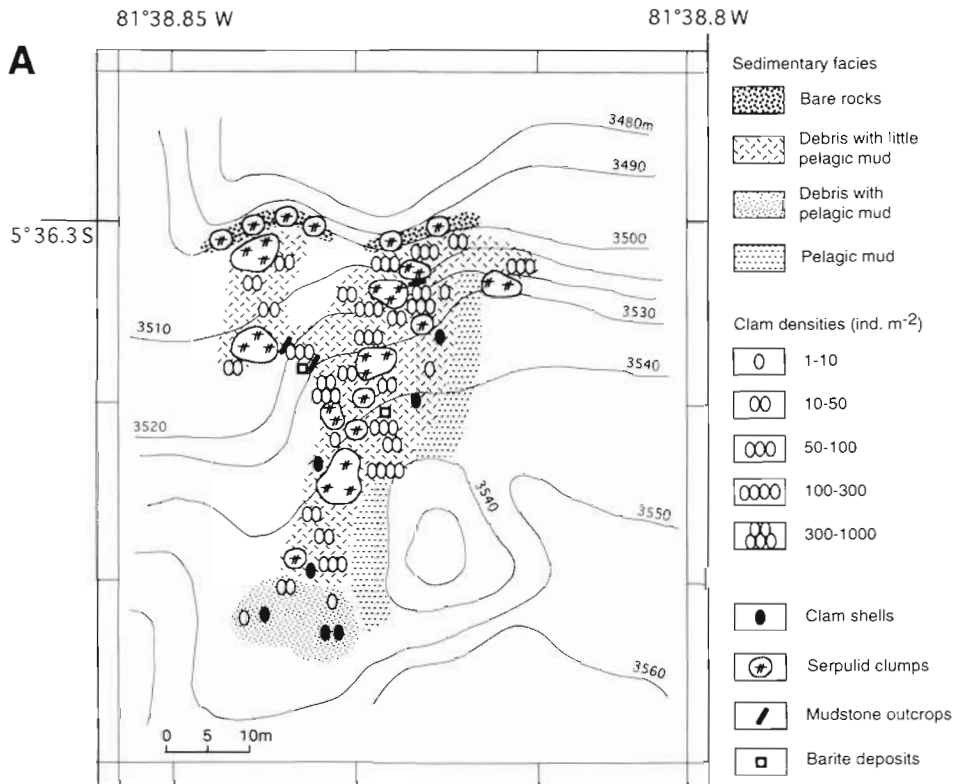 81°38.85 W
81°38.8 W
A
5°36.3 S
3480m
3490
3500
3510
3530
3540
3520
3540
3550
3560
0 5 10m
Sedimentary facies
Bare rocks
Debris with little
pelagic mud
Debris with
pelagic mud
Pelagic mud
Clam densities (ind. m-2)
1-10
10-50
50-100
100-300
300-1000
Clam shells
Serpulid clumps
Mudstone outcrops
Barite deposits